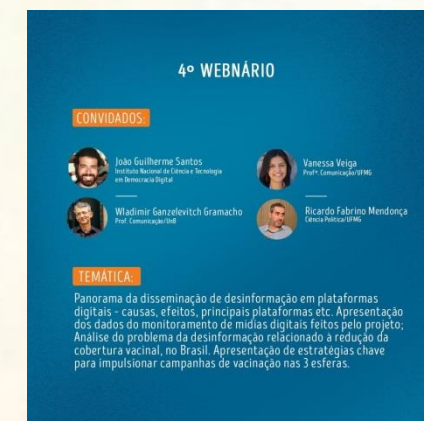 4º WEBNÁRIO
CONVIDADOS:
João Guilherme Santos
Instituto Nacional de Ciência e Tecnologia
em Democracia Digital
Vanessa Veiga
Profª. Comunicação/UFMG
Wladimir Ganzelevitch Gramacho
Prof. Comunicação/UnB
Ricardo Fabrino Mendonça
Ciência Política/UFMG
TEMÁTICA:
Panorama da disseminação de desinformação em plataformas
digitais - causas, efeitos, principais plataformas etc. Apresentação
dos dados do monitoramento de mídias digitais feitos pelo projeto;
Análise do problema da desinformação relacionado à redução da
cobertura vacinal, no Brasil. Apresentação de estratégias chave
para impulsionar campanhas de vacinação nas 3 esferas.